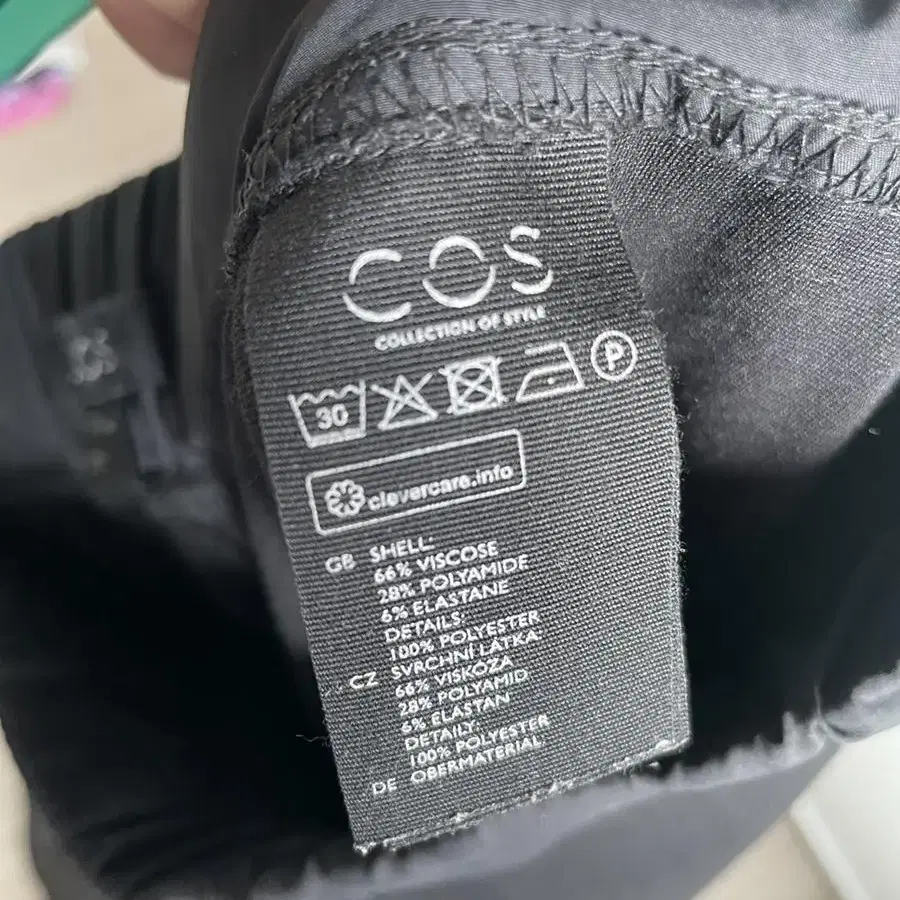 COS
COLLECTION OF STYLE
30
P
clevercare.info
GB SHELL:
66% VISCOSE
28% POLYAMIDE
6% ELASTANE
DETAILS:
100% POLYESTER
CZ SVRCHNÍ LÁTKA:
66% VISKÓZA
28% POLYAMID
6% ELASTAN
DETAILY:
100% POLYESTER
DE OBERMATERIAL: